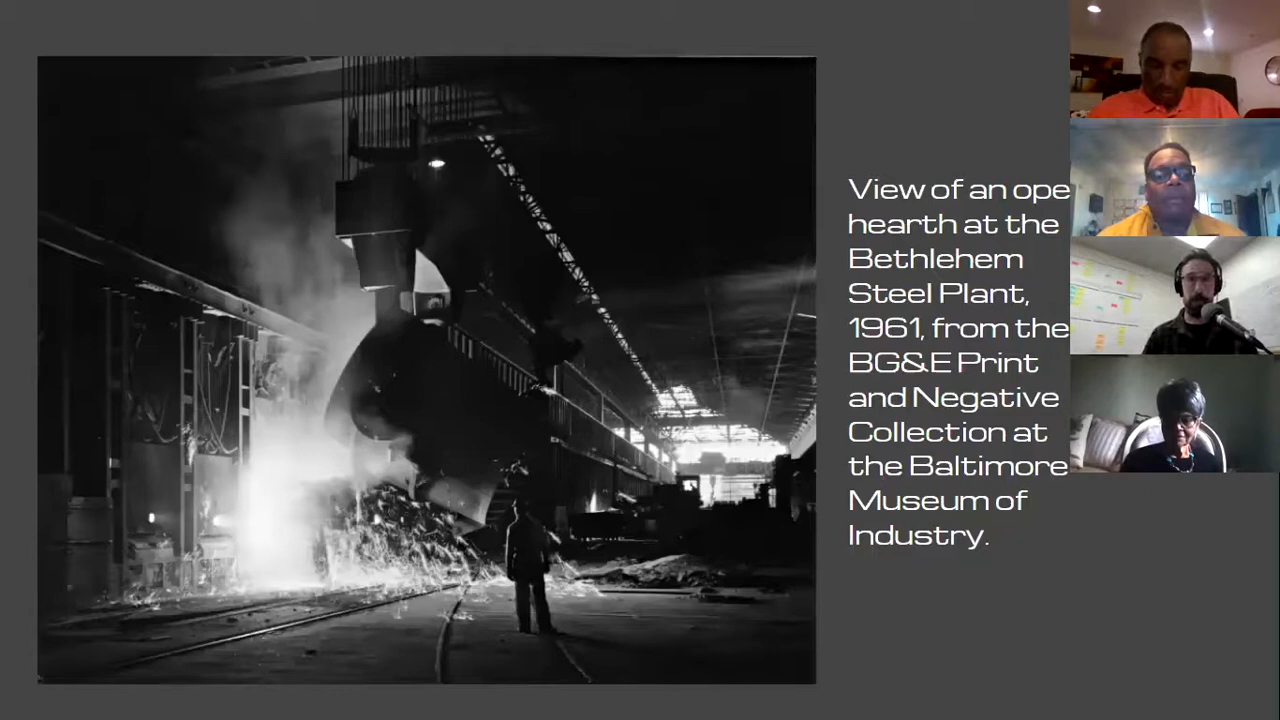 View of an ope
hearth at the
Bethlehem
Steel Plant,
1961, from the
BG&E Print
and Negative
Collection at
the Baltimore
Museum of
Industry.